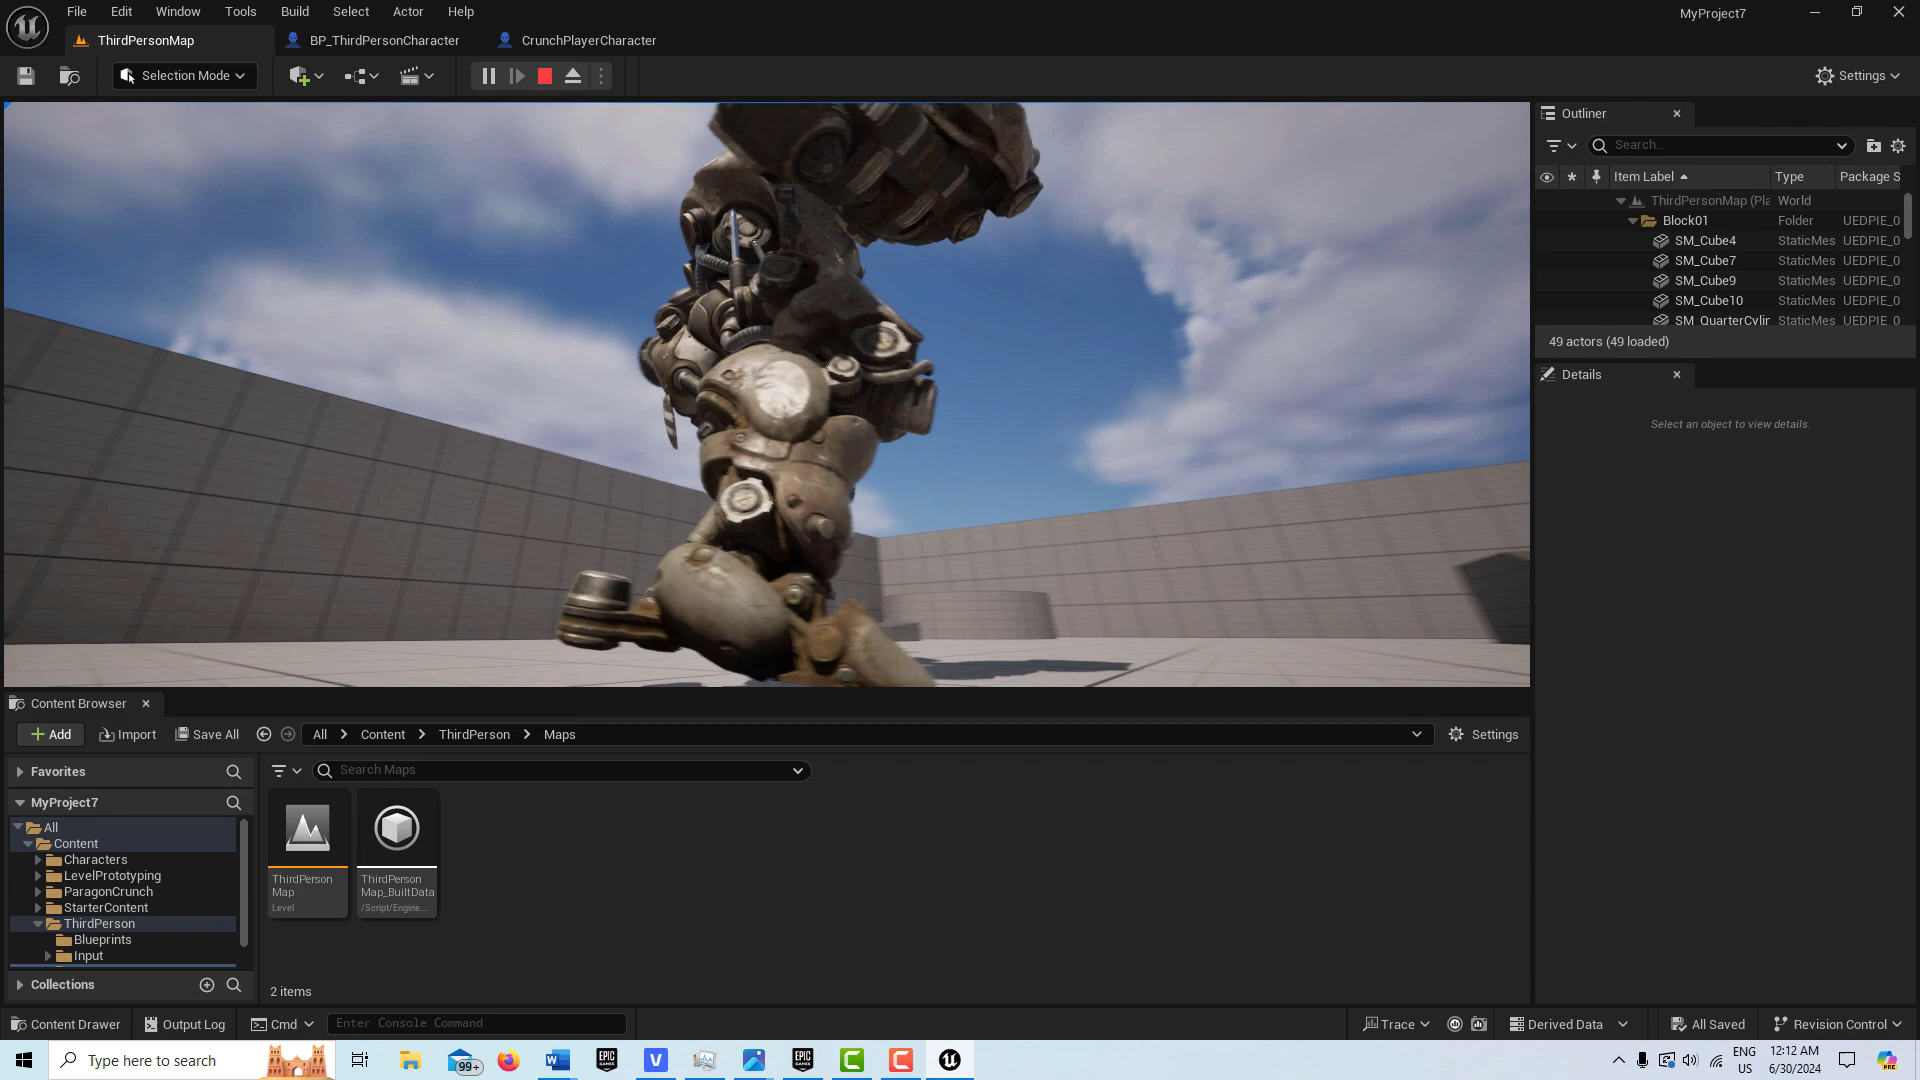 File Edit Window Tools Build Select Actor Help
MyProject7
ThirdPersonMap BP_ThirdPersonCharacter CrunchPlayerCharacter
Selection Mode
Settings
Outliner
Search...
Item Label Type Package S
ThirdPersonMap (Pla World
Block01 Folder UEDPIE_0
SM_Cube4 StaticMes UEDPIE_0
SM_Cube7 StaticMes UEDPIE_0
SM_Cube9 StaticMes UEDPIE_0
SM_Cube10 StaticMes UEDPIE_0
SM_QuarterCylin StaticMes UEDPIE_0
49 actors (49 loaded)
Details
Select an object to view details.
Content Browser
Add Import Save All All Content ThirdPerson Maps Settings
Favorites
Search Maps
MyProject7
All
Content
Characters
LevelPrototyping
ParagonCrunch
StarterContent
ThirdPerson
Blueprints
Input
Collections
ThirdPerson
Map
Level
ThirdPerson
Map_BuiltData
/Script/Engine...
2 items
Content Drawer Output Log Cmd Enter Console Command Trace Derived Data All Saved Revision Control
Type here to search
99+
EPIC
GAMES
EPIC
GAMES
ENG
US
12:12 AM
6/30/2024
PRE